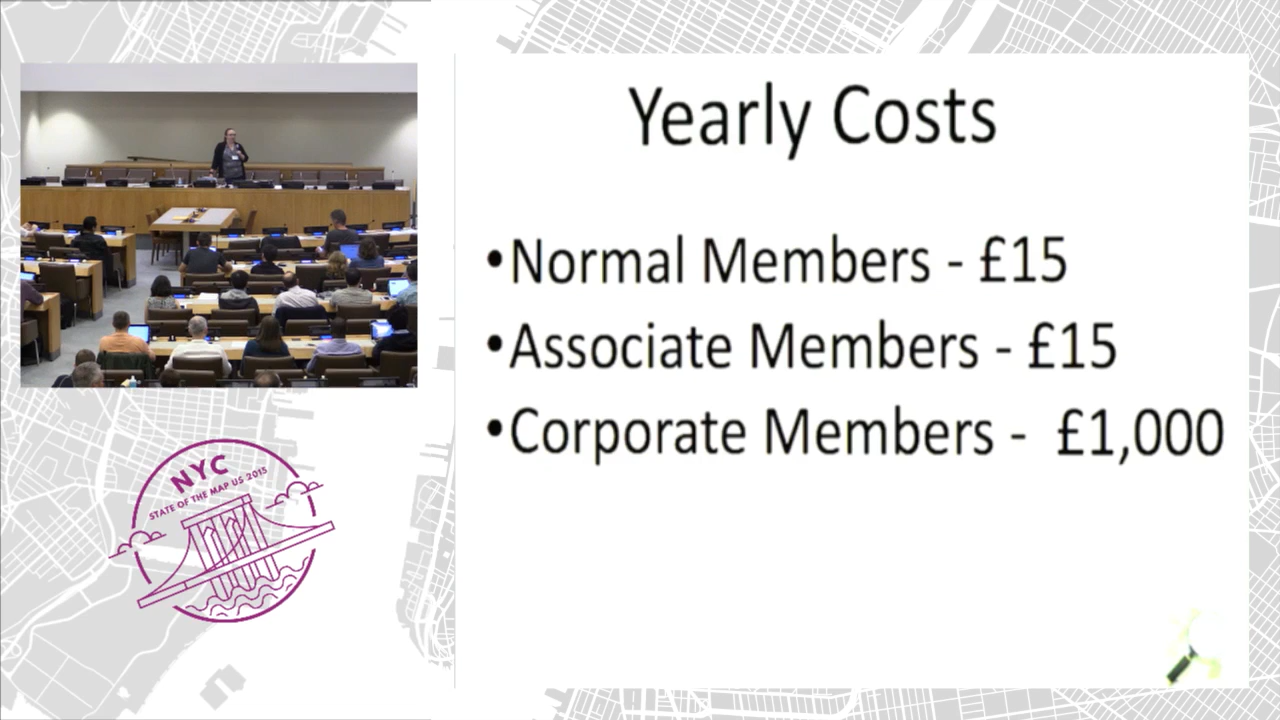 Yearly Costs
•Normal Members - £15
•Associate Members - £15
•Corporate Members - £1,000
NYC
STATE OF THE MAP US 2015